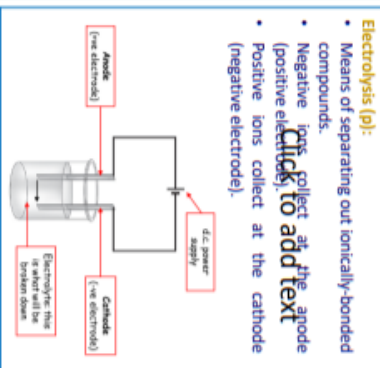 Electrolysis (p):
• Means of separating out ionically-bonded
compounds.
• Negative ions collect at the anode
(positive electrode).
• Positive ions collect at the cathode
(negative electrode).
Click to add text
d.c. power
supply
Anode
(+ve electrode)
Cathode
(-ve electrode)
Electrolyte: this
is what will be
broken down